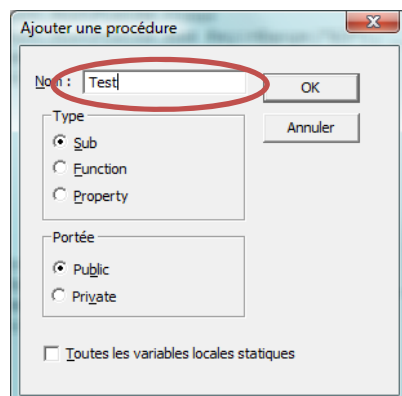 Ajouter une procédure
Nom : Test
OK
Annuler
Type
Sub
Function
Property
Portée
Public
Private
Toutes les variables locales statiques